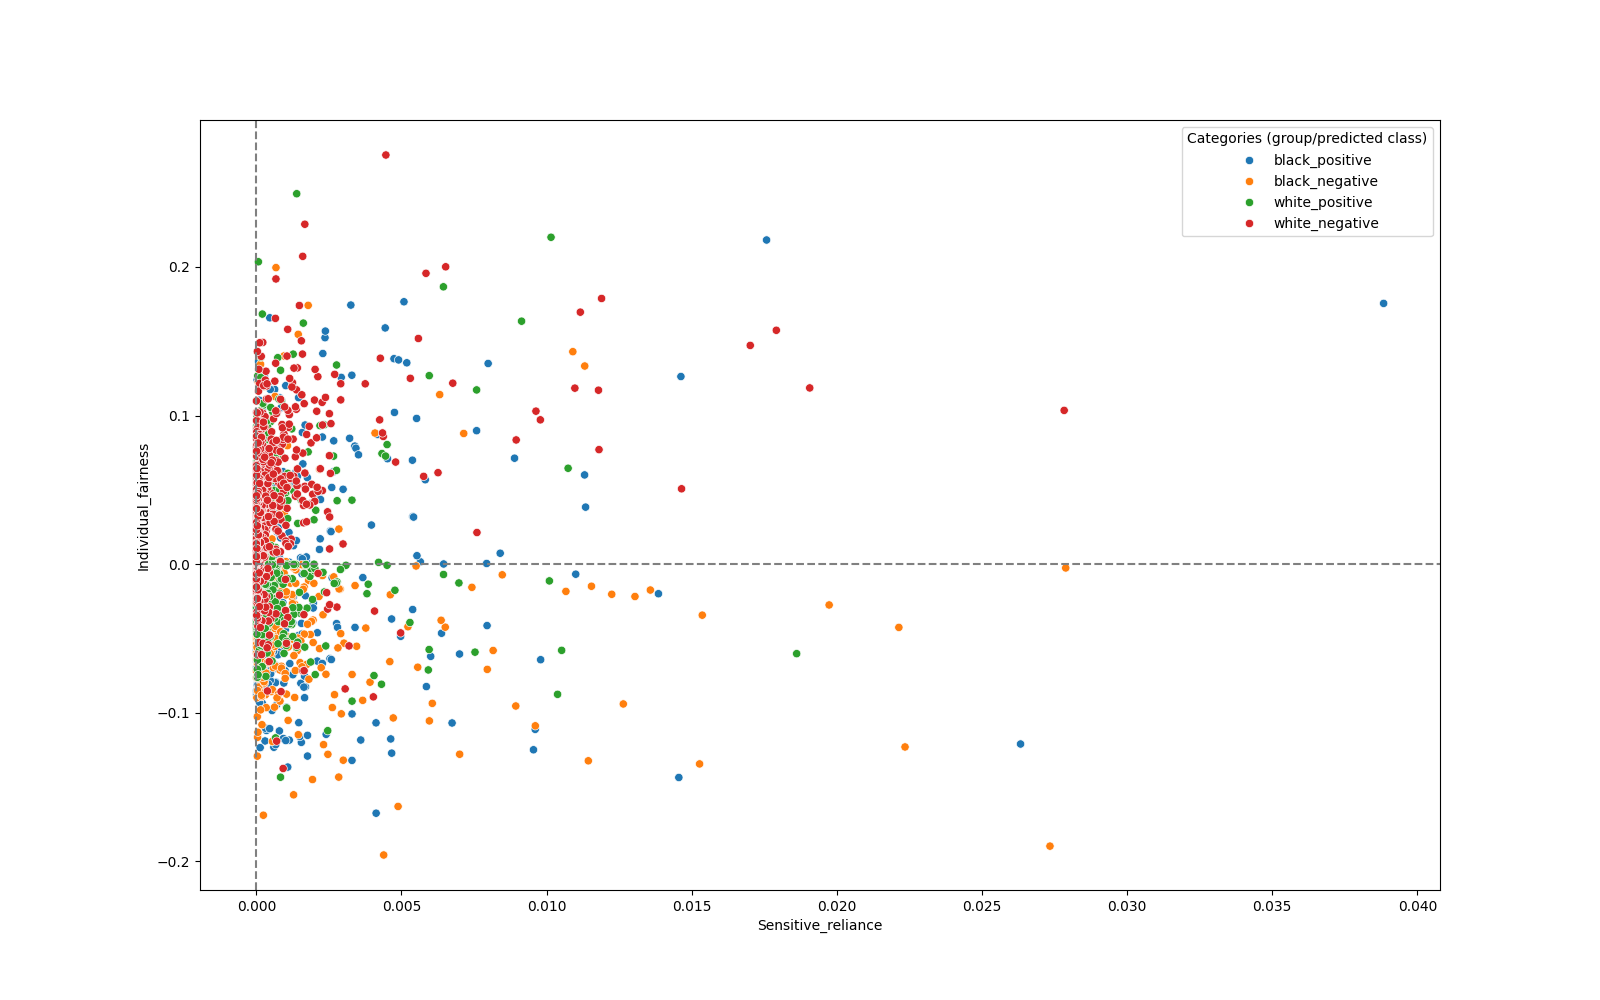 Categories (group/predicted class)
black_positive
black_negative
white_positive
white_negative
Individual_fairness
0.2
0.1
0.0
−0.1
−0.2
0.000 0.005 0.010 0.015 0.020 0.025 0.030 0.035 0.040
Sensitive_reliance